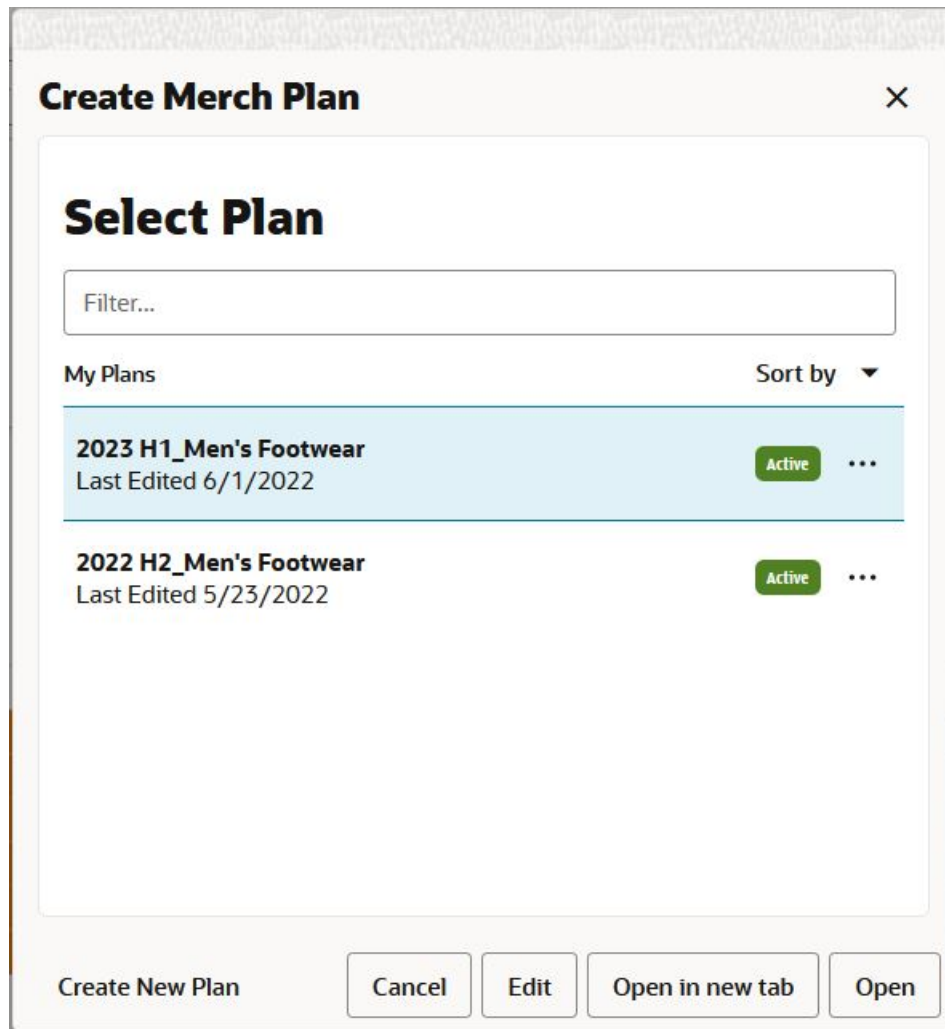 Create Merch Plan
Select Plan
Filter...
My Plans Sort by
2023 H1_Men's Footwear
Last Edited 6/1/2022
Active
2022 H2_Men's Footwear
Last Edited 5/23/2022
Active
Create New Plan Cancel Edit Open in new tab Open